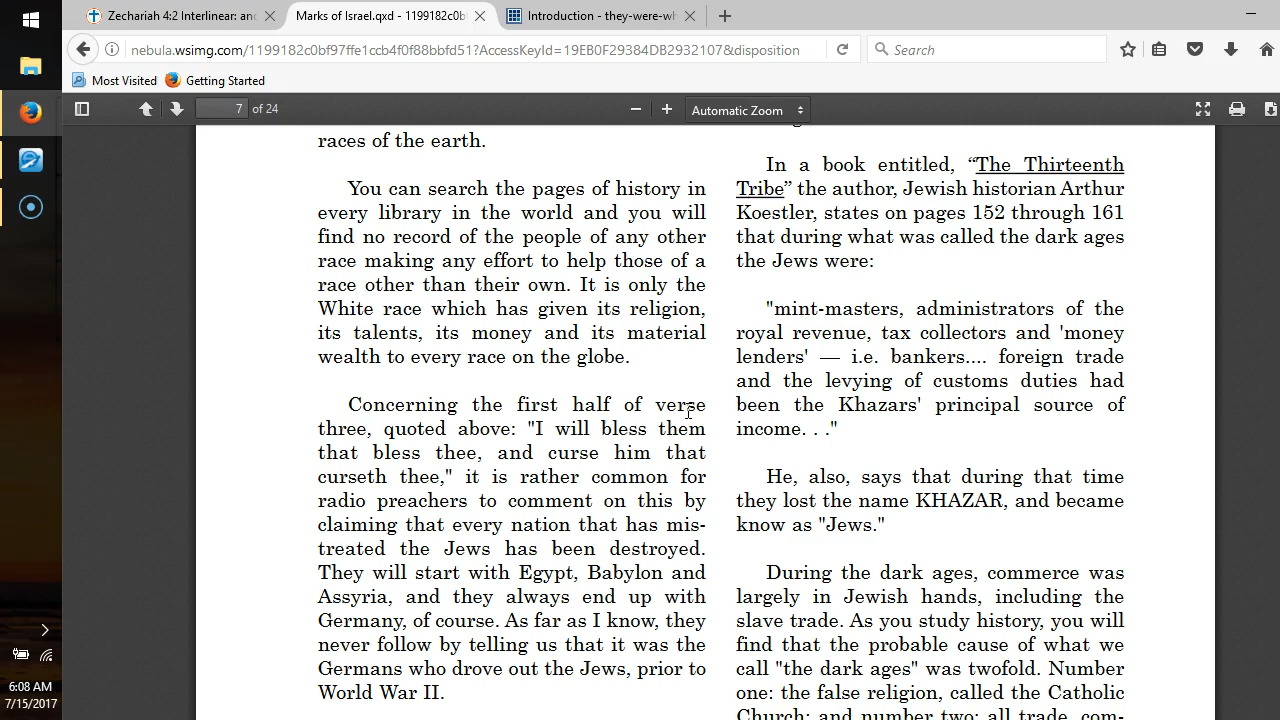 Zechariah 4:2 Interlinear: and
Marks of Israel.qxd - 1199182c0b
Introduction - they-were-wh
nebula.wsimg.com/1199182c0bf97ffe1ccb4f0f88bbfd51?AccessKeyId=19EB0F29384DB2932107&disposition
Search
Most Visited
Getting Started
7 of 24
Automatic Zoom
races of the earth.
You can search the pages of history in
every library in the world and you will
find no record of the people of any other
race making any effort to help those of a
race other than their own. It is only the
White race which has given its religion,
its talents, its money and its material
wealth to every race on the globe.
Concerning the first half of verse
three, quoted above: "I will bless them
that bless thee, and curse him that
curseth thee," it is rather common for
radio preachers to comment on this by
claiming that every nation that has mis-
treated the Jews has been destroyed.
They will start with Egypt, Babylon and
Assyria, and they always end up with
Germany, of course. As far as I know, they
never follow by telling us that it was the
Germans who drove out the Jews, prior to
World War II.
In a book entitled, “The Thirteenth
Tribe” the author, Jewish historian Arthur
Koestler, states on pages 152 through 161
that during what was called the dark ages
the Jews were:
"mint-masters, administrators of the
royal revenue, tax collectors and 'money
lenders' — i.e. bankers.... foreign trade
and the levying of customs duties had
been the Khazars' principal source of
income. . ."
He, also, says that during that time
they lost the name KHAZAR, and became
know as "Jews."
During the dark ages, commerce was
largely in Jewish hands, including the
slave trade. As you study history, you will
find that the probable cause of what we
call "the dark ages" was twofold. Number
one: the false religion, called the Catholic
Church; and number two: all trade, com-
6:08 AM
7/15/2017